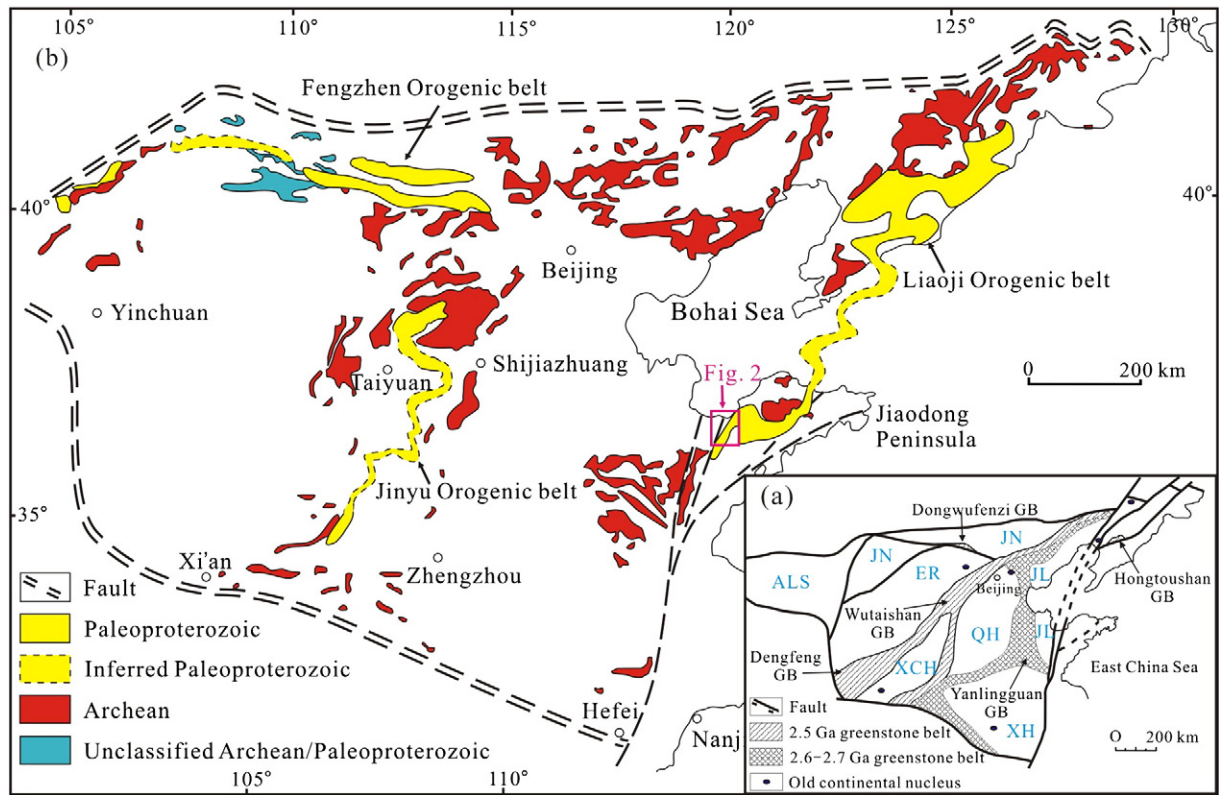 105°
110°
115°
120°
125°
130°
(b)
Fengzhen Orogenic belt
40°
40°
Beijing
Liaoji Orogenic belt
Yinchuan
Bohai Sea
Shijiazhuang
Taiyuan
Fig. 2
0 200 km
Jiaodong
Peninsula
Jinyu Orogenic belt
35°
Xi'an
Zhengzhou
Fault
Paleoproterozoic
Inferred Paleoproterozoic
Archean
Unclassified Archean/Paleoproterozoic
Hefei
Nanj
105°
110°
(a)
Dongwufenzi GB
JN
JN
ER
ALS
Beijing
JL
Hongtoushan
GB
Wutaishan
GB
QH
JL
Dengfeng
GB
XCH
East China Sea
Yanlingguan
GB
XH
Fault
2.5 Ga greenstone belt
2.6-2.7 Ga greenstone belt
Old continental nucleus
0 200 km